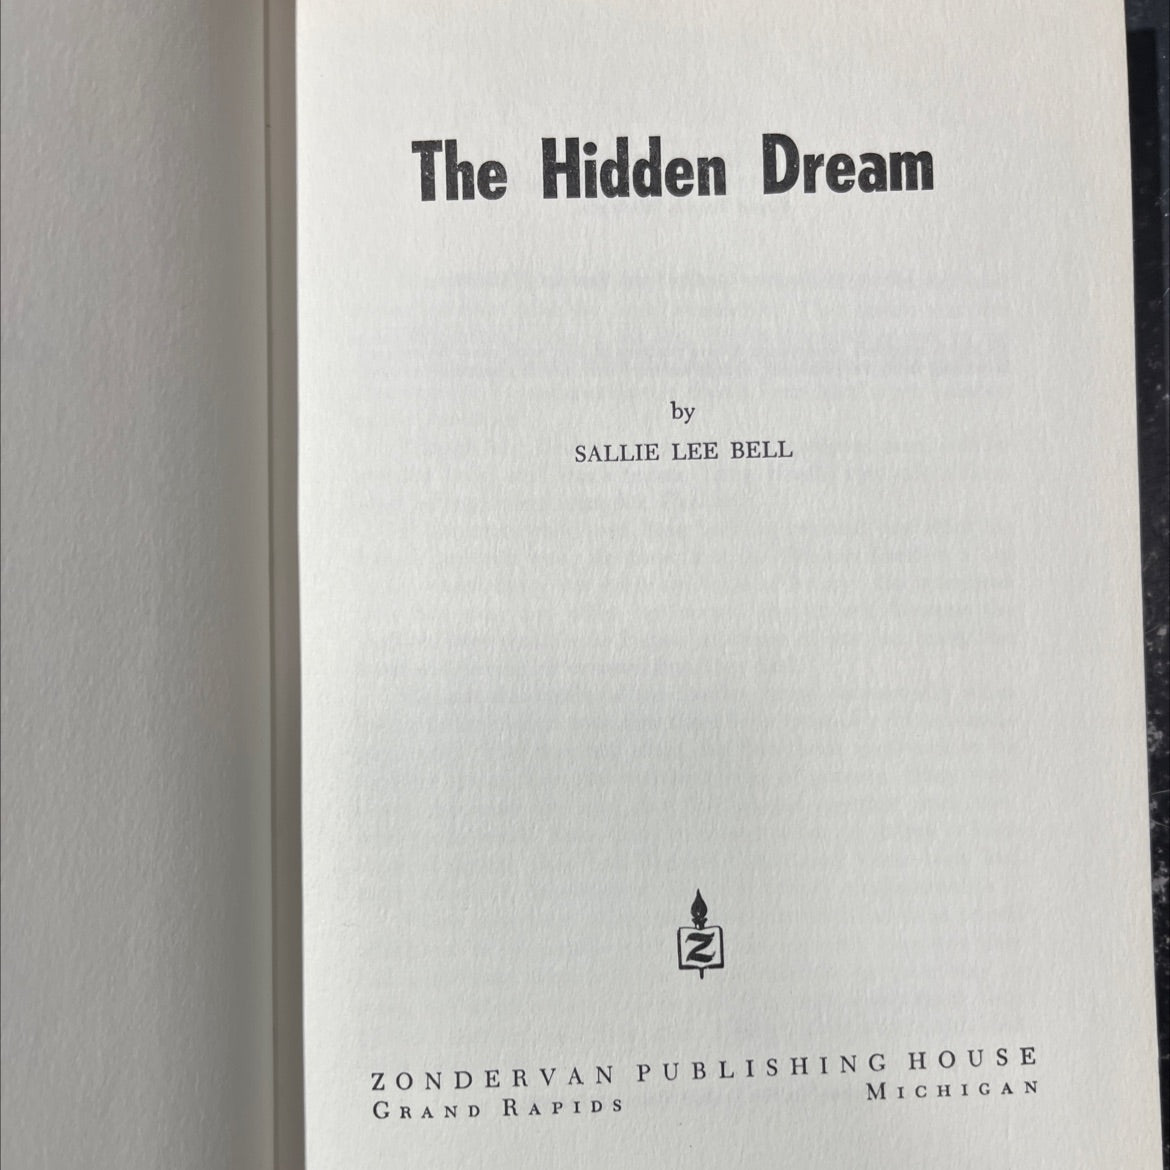 The Hidden Dream
by
SALLIE LEE BELL
Z
ZONDERVAN PUBLISHING HOUSE
GRAND RAPIDS MICHIGAN